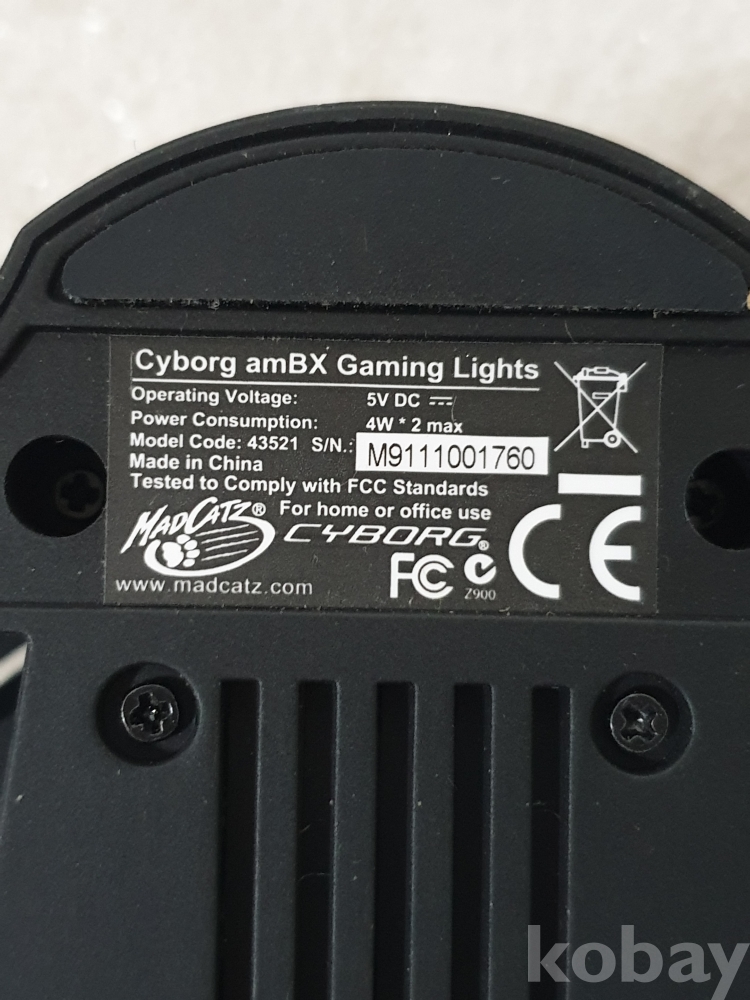 Cyborg amBX Gaming Lights
Operating Voltage: 5V DC
Power Consumption: 4W * 2 max
Model Code: 43521 S/N.: M9111001760
Made in China
Tested to Comply with FCC Standards
For home or office use
MADCATZ® CYBORG®
www.madcatz.com
FC CE
Z900
kobay